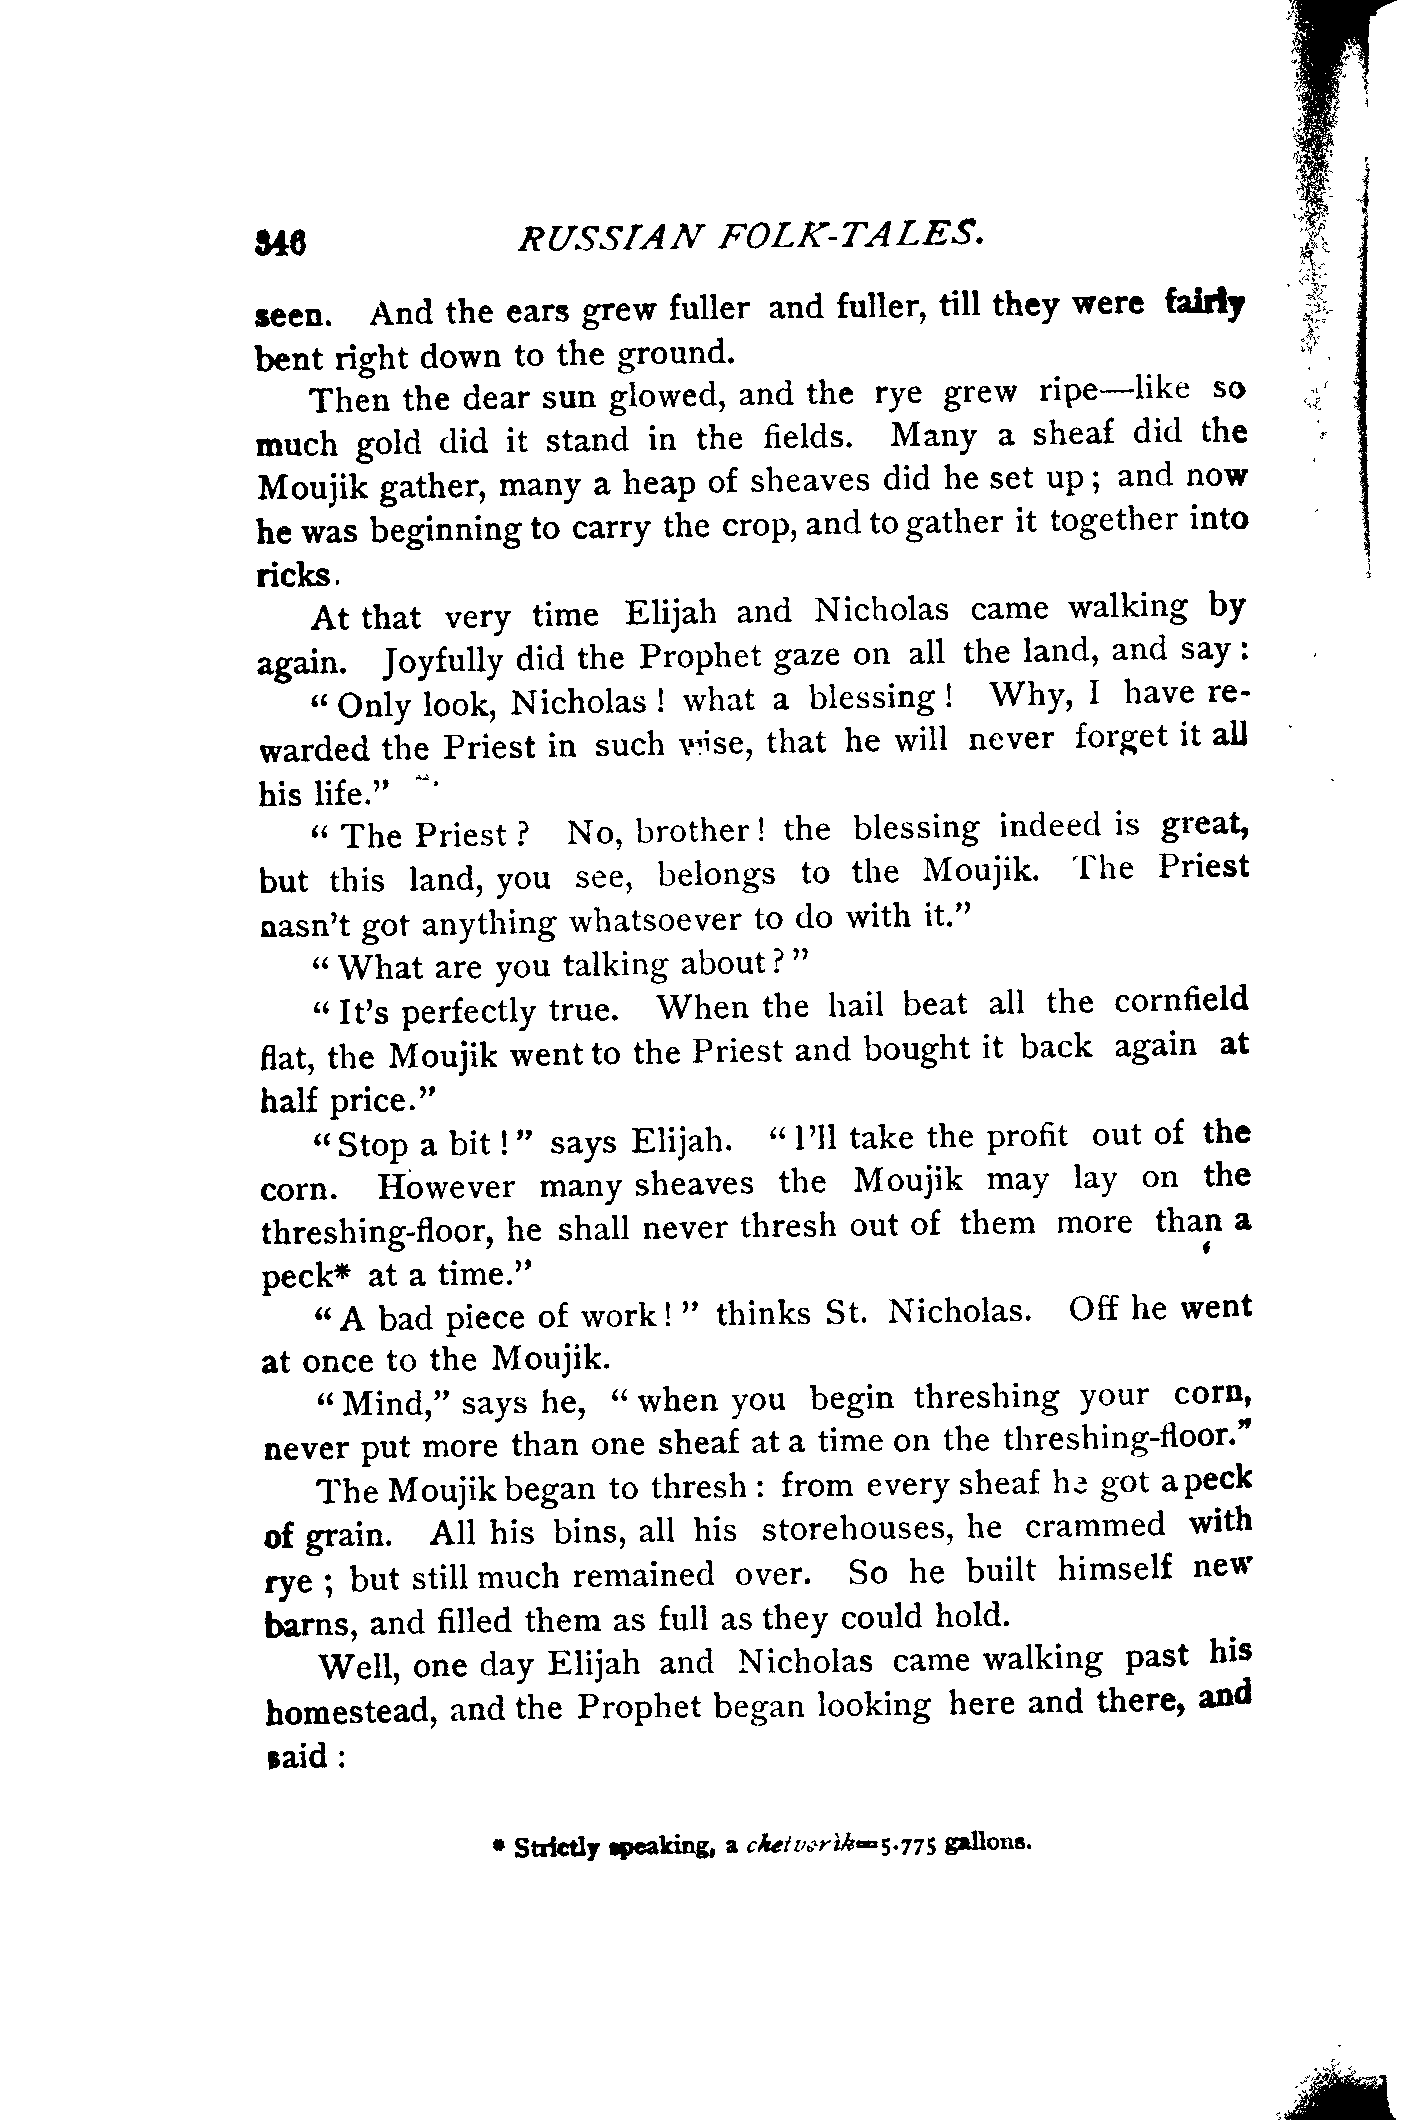 346 RUSSIAN FOLK-TALES.
seen. And the ears grew fuller and fuller, till they were fairly
bent right down to the ground.
Then the dear sun glowed, and the rye grew ripe—like so
much gold did it stand in the fields. Many a sheaf did the
Moujik gather, many a heap of sheaves did he set up; and now
he was beginning to carry the crop, and to gather it together into
ricks.
At that very time Elijah and Nicholas came walking by
again. Joyfully did the Prophet gaze on all the land, and say:
"Only look, Nicholas! what a blessing! Why, I have re-
warded the Priest in such wise, that he will never forget it all
his life."
"The Priest? No, brother! the blessing indeed is great,
but this land, you see, belongs to the Moujik. The Priest
hasn't got anything whatsoever to do with it."
"What are you talking about?"
"It's perfectly true. When the hail beat all the cornfield
flat, the Moujik went to the Priest and bought it back again at
half price."
"Stop a bit!" says Elijah. "I'll take the profit out of the
corn. However many sheaves the Moujik may lay on the
threshing-floor, he shall never thresh out of them more than a
peck* at a time."
"A bad piece of work!" thinks St. Nicholas. Off he went
at once to the Moujik.
"Mind," says he, "when you begin threshing your corn,
never put more than one sheaf at a time on the threshing-floor."
The Moujik began to thresh: from every sheaf he got a peck
of grain. All his bins, all his storehouses, he crammed with
rye; but still much remained over. So he built himself new
barns, and filled them as full as they could hold.
Well, one day Elijah and Nicholas came walking past his
homestead, and the Prophet began looking here and there, and
said:
* Strictly speaking, a chetverìk=5.775 gallons.